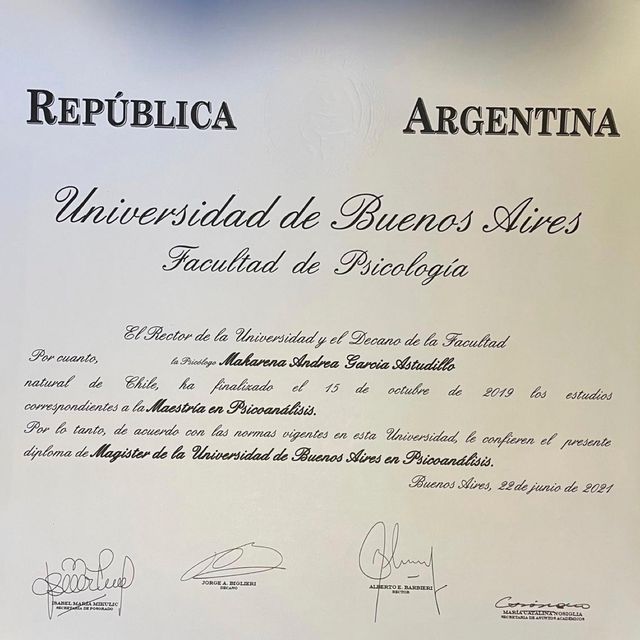 REPÚBLICA ARGENTINA
Universidad de Buenos Aires
Facultad de Psicología
El Rector de la Universidad y el Decano de la Facultad
Por cuanto, la Psicólogo Makarena Andrea Garcia Astudillo
natural de Chile, ha finalizado el 15 de octubre de 2019 los estudios
correspondientes a la Maestría en Psicoanálisis.
Por lo tanto, de acuerdo con las normas vigentes en esta Universidad, le confieren el presente
diploma de Magister de la Universidad de Buenos Aires en Psicoanálisis.
Buenos Aires, 22 de junio de 2021
ISABEL MARÍA MIKULIC
SECRETARIA DE POSGRADO
JORGE A. BIGLIERI
DECANO
ALBERTO E. BARBIERI
RECTOR
MARÍA CATALINA NOSIGLIA
SECRETARIA DE ASUNTOS ACADÉMICOS